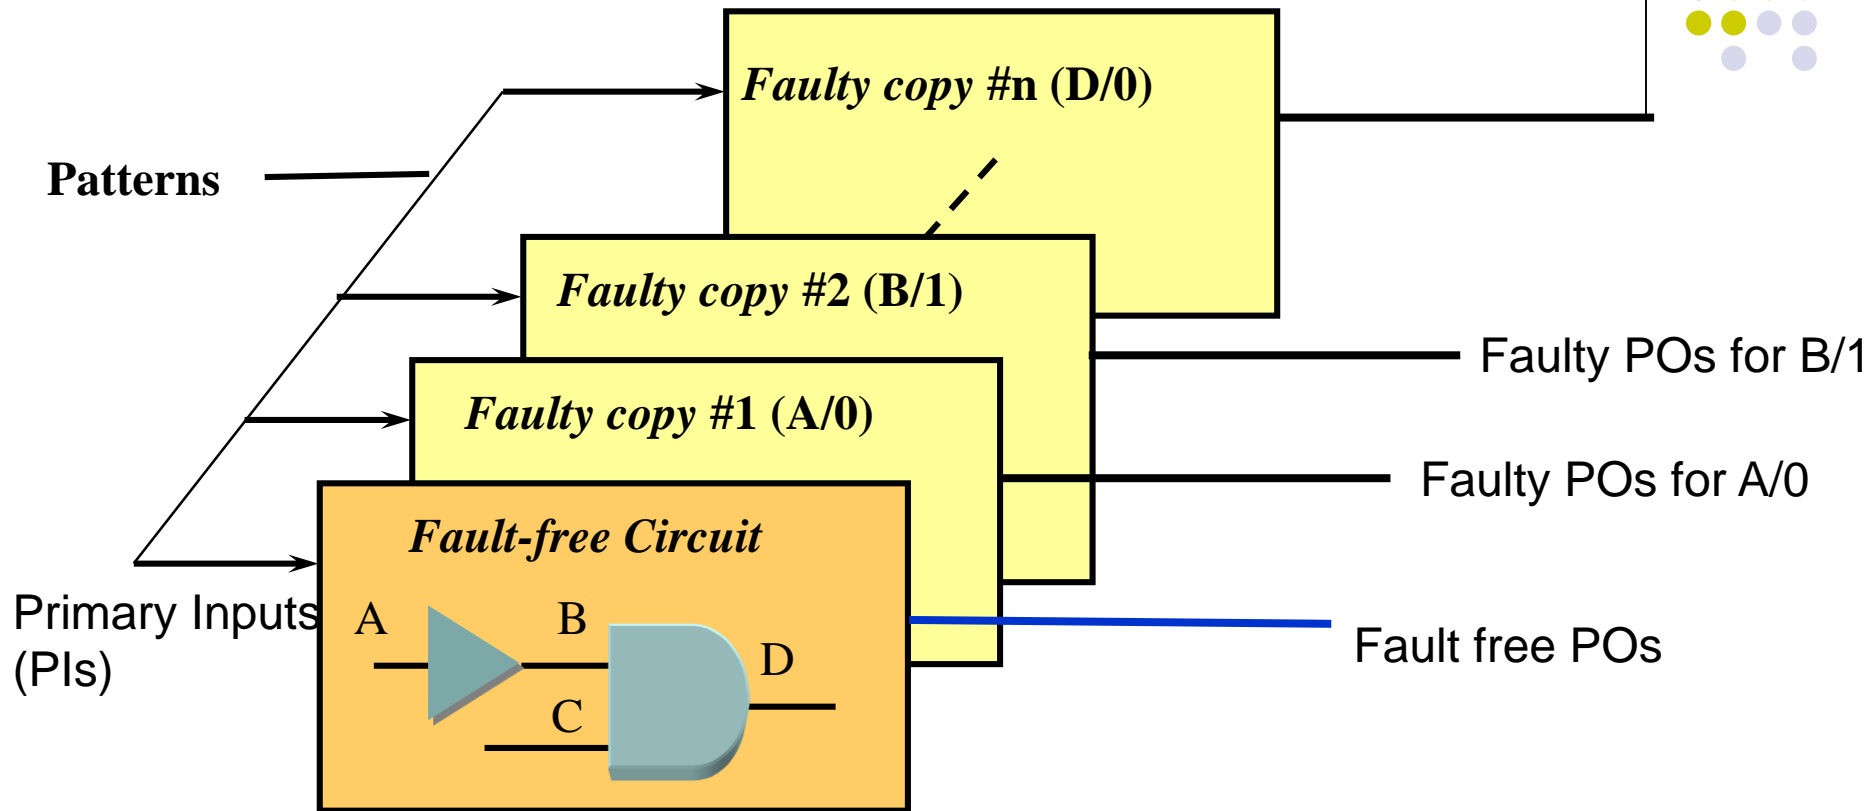 Faulty copy #n (D/0)
Patterns
Faulty copy #2 (B/1)
Faulty POs for B/1
Faulty copy #1 (A/0)
Faulty POs for A/0
Fault-free Circuit
Primary Inputs
(PIs)
A
B
C
D
Fault free POs